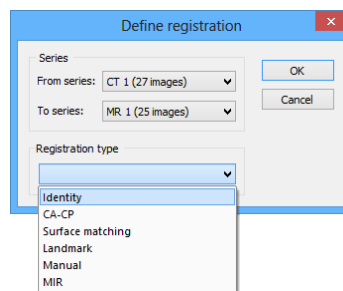 Define registration
Series
From series: CT 1 (27 images)
To series: MR 1 (25 images)
OK
Cancel
Registration type
Identity
CA-CP
Surface matching
Landmark
Manual
MIR